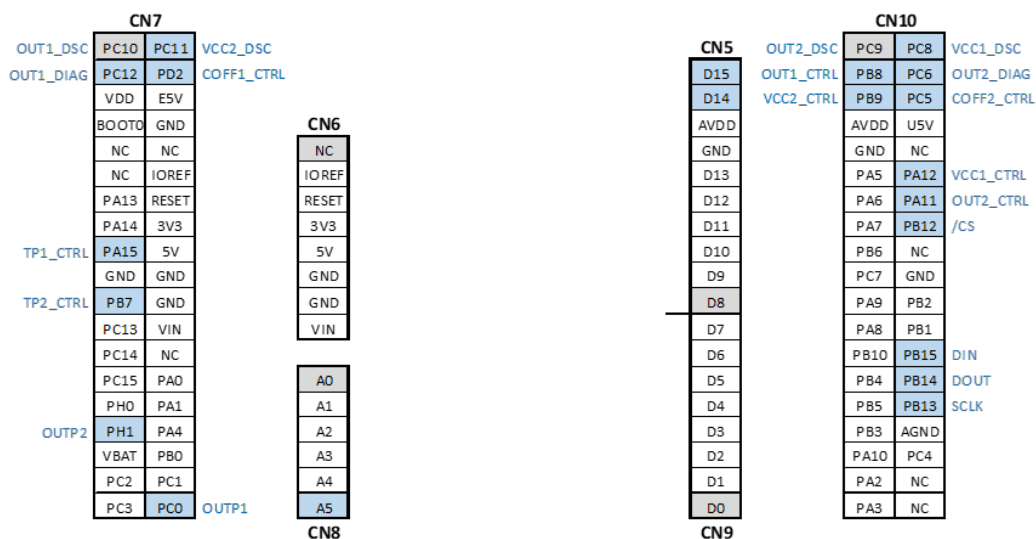 CN7 CN10
OUT1_DSC PC10 PC11 VCC2_DSC CN5 OUT2_DSC PC9 PC8 VCC1_DSC
OUT1_DIAG PC12 PD2 COFF1_CTRL D15 OUT1_CTRL PB8 PC6 OUT2_DIAG
VDD E5V D14 VCC2_CTRL PB9 PC5 COFF2_CTRL
BOOT0 GND CN6 AVDD AVDD U5V
NC NC NC GND GND NC
NC IOREF IOREF D13 PA5 PA12 VCC1_CTRL
PA13 RESET RESET D12 PA6 PA11 OUT2_CTRL
PA14 3V3 3V3 D11 PA7 PB12 /CS
TP1_CTRL PA15 5V 5V D10 PB6 NC
GND GND GND D9 PC7 GND
TP2_CTRL PB7 GND GND D8 PA9 PB2
PC13 VIN VIN D7 PA8 PB1
PC14 NC D6 PB10 PB15 DIN
PC15 PA0 A0 D5 PB4 PB14 DOUT
PH0 PA1 A1 D4 PB5 PB13 SCLK
OUTP2 PH1 PA4 A2 D3 PB3 AGND
VBAT PB0 A3 D2 PA10 PC4
PC2 PC1 A4 D1 PA2 NC
PC3 PC0 OUTP1 A5 D0 PA3 NC
CN8 CN9